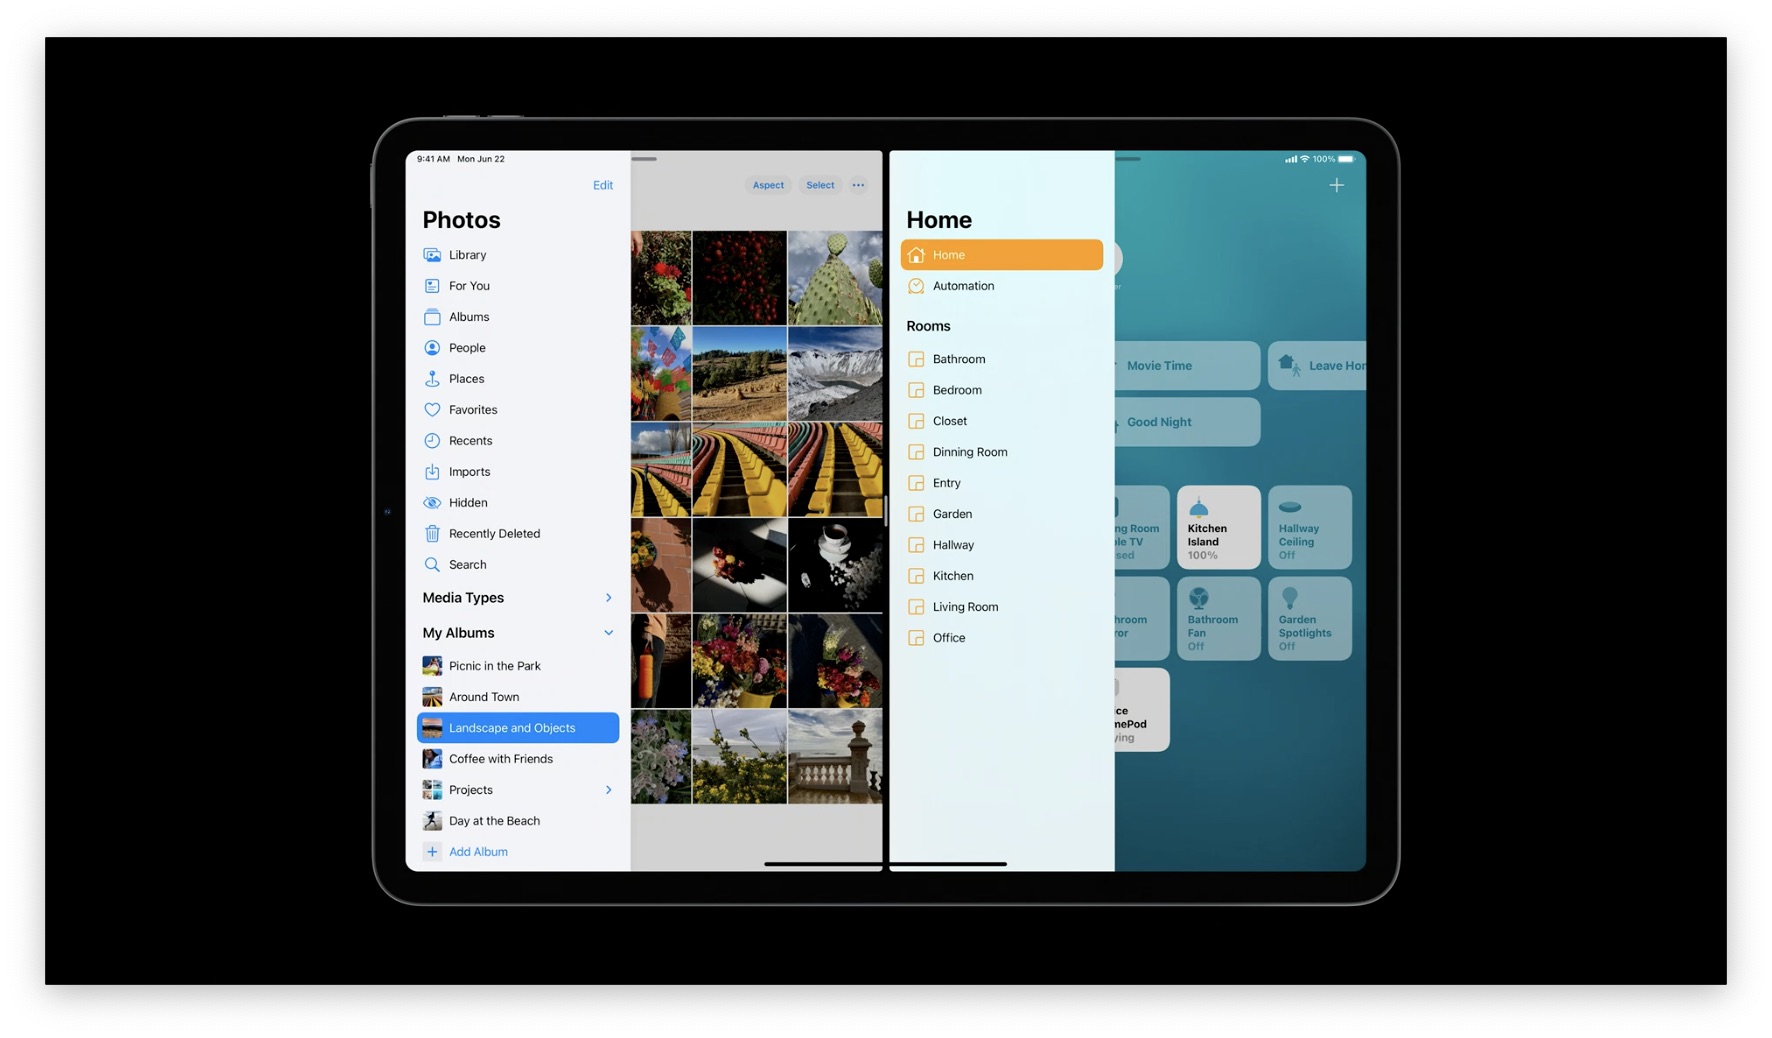 9:41 AM Mon Jun 22
Edit
Photos
Library
For You
Albums
People
Places
Favorites
Recents
Imports
Hidden
Recently Deleted
Search
Media Types
My Albums
Picnic in the Park
Around Town
Landscape and Objects
Coffee with Friends
Projects
Day at the Beach
Add Album
Aspect
Select
Home
Home
Automation
Rooms
Bathroom
Bedroom
Closet
Dinning Room
Entry
Garden
Hallway
Kitchen
Living Room
Office
100%
er
Movie Time
Leave Hor
Good Night
ng Room
le TV
sed
Kitchen
Island
100%
Hallway
Ceiling
Off
hroom
ror
Bathroom
Fan
Off
Garden
Spotlights
Off
ce
mePod
ying